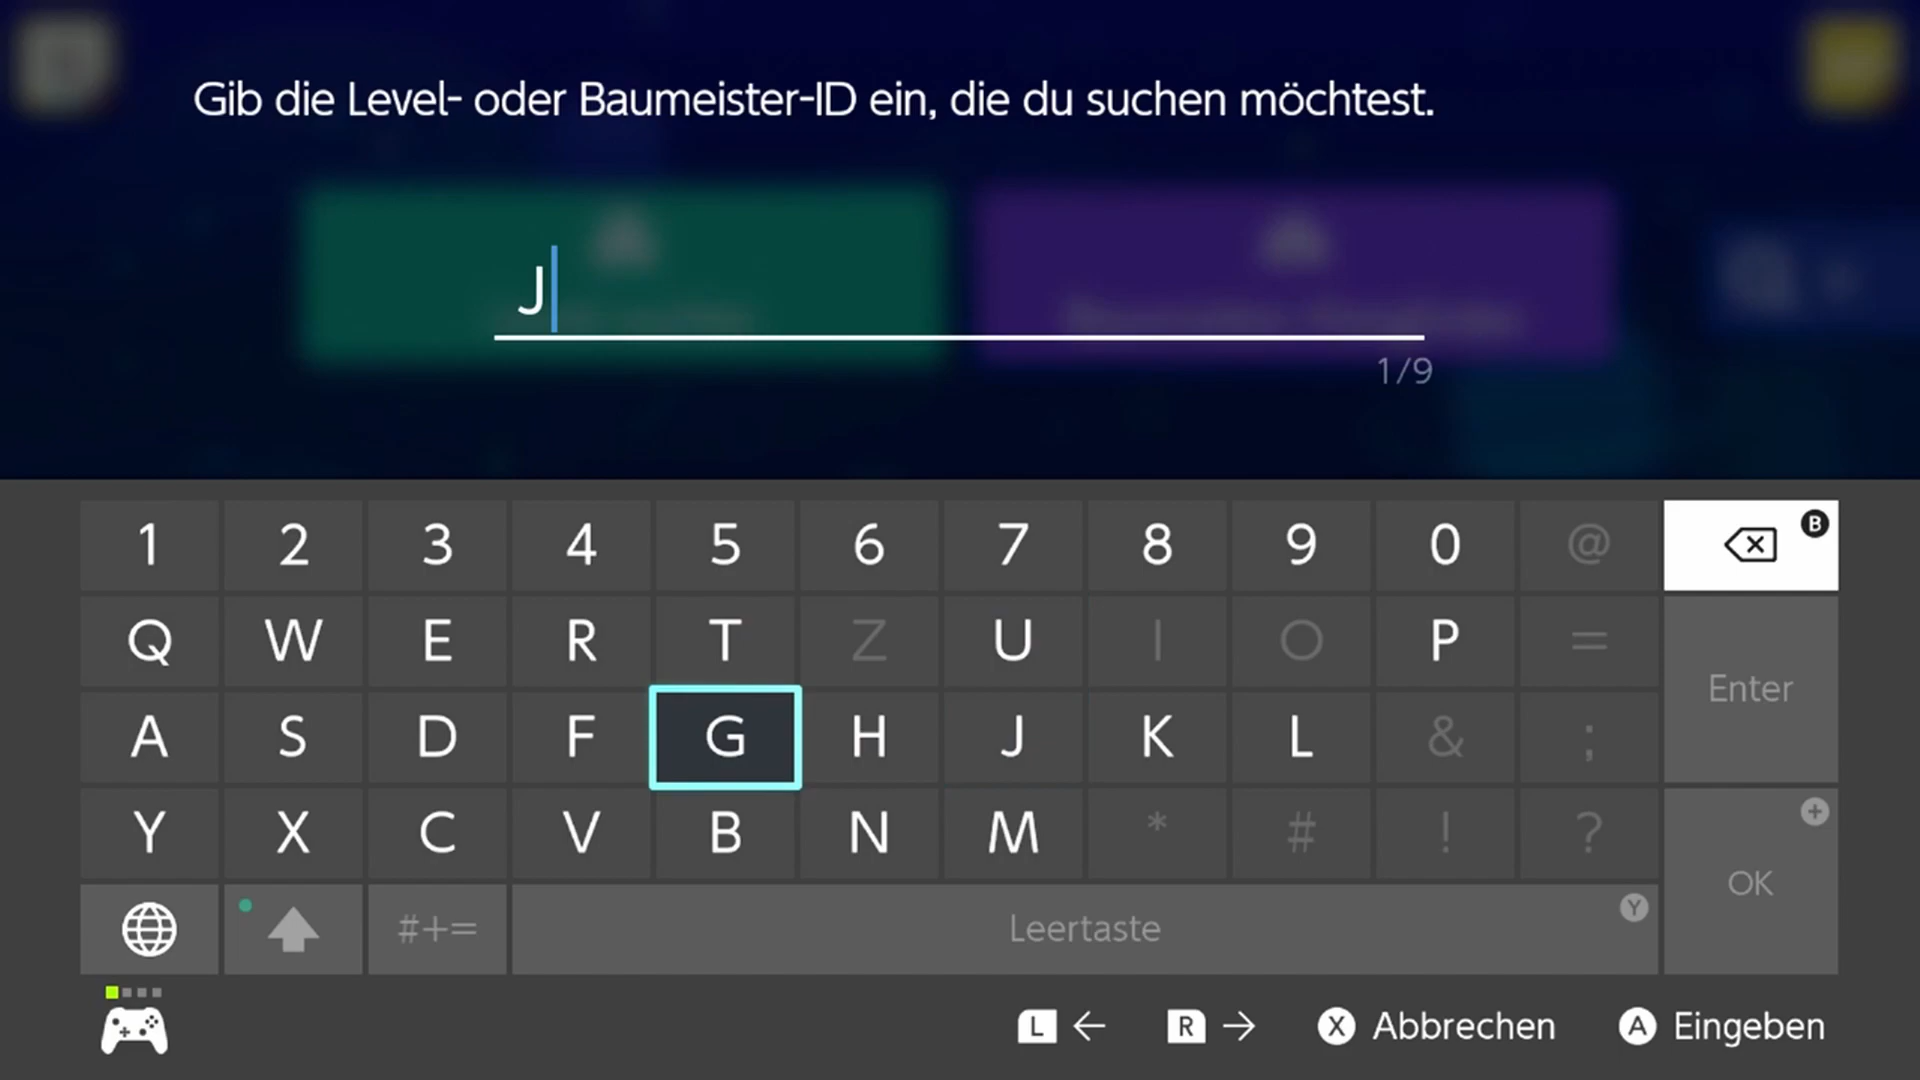 Gib die Level- oder Baumeister-ID ein, die du suchen möchtest.
J
1/9
1 2 3 4 5 6 7 8 9 0 @ B
Q W E R T Z U I O P = Enter
A S D F G H J K L & ;
Y X C V B N M * # ! ? + OK
#+= Leertaste Y
L ← R → X Abbrechen A Eingeben